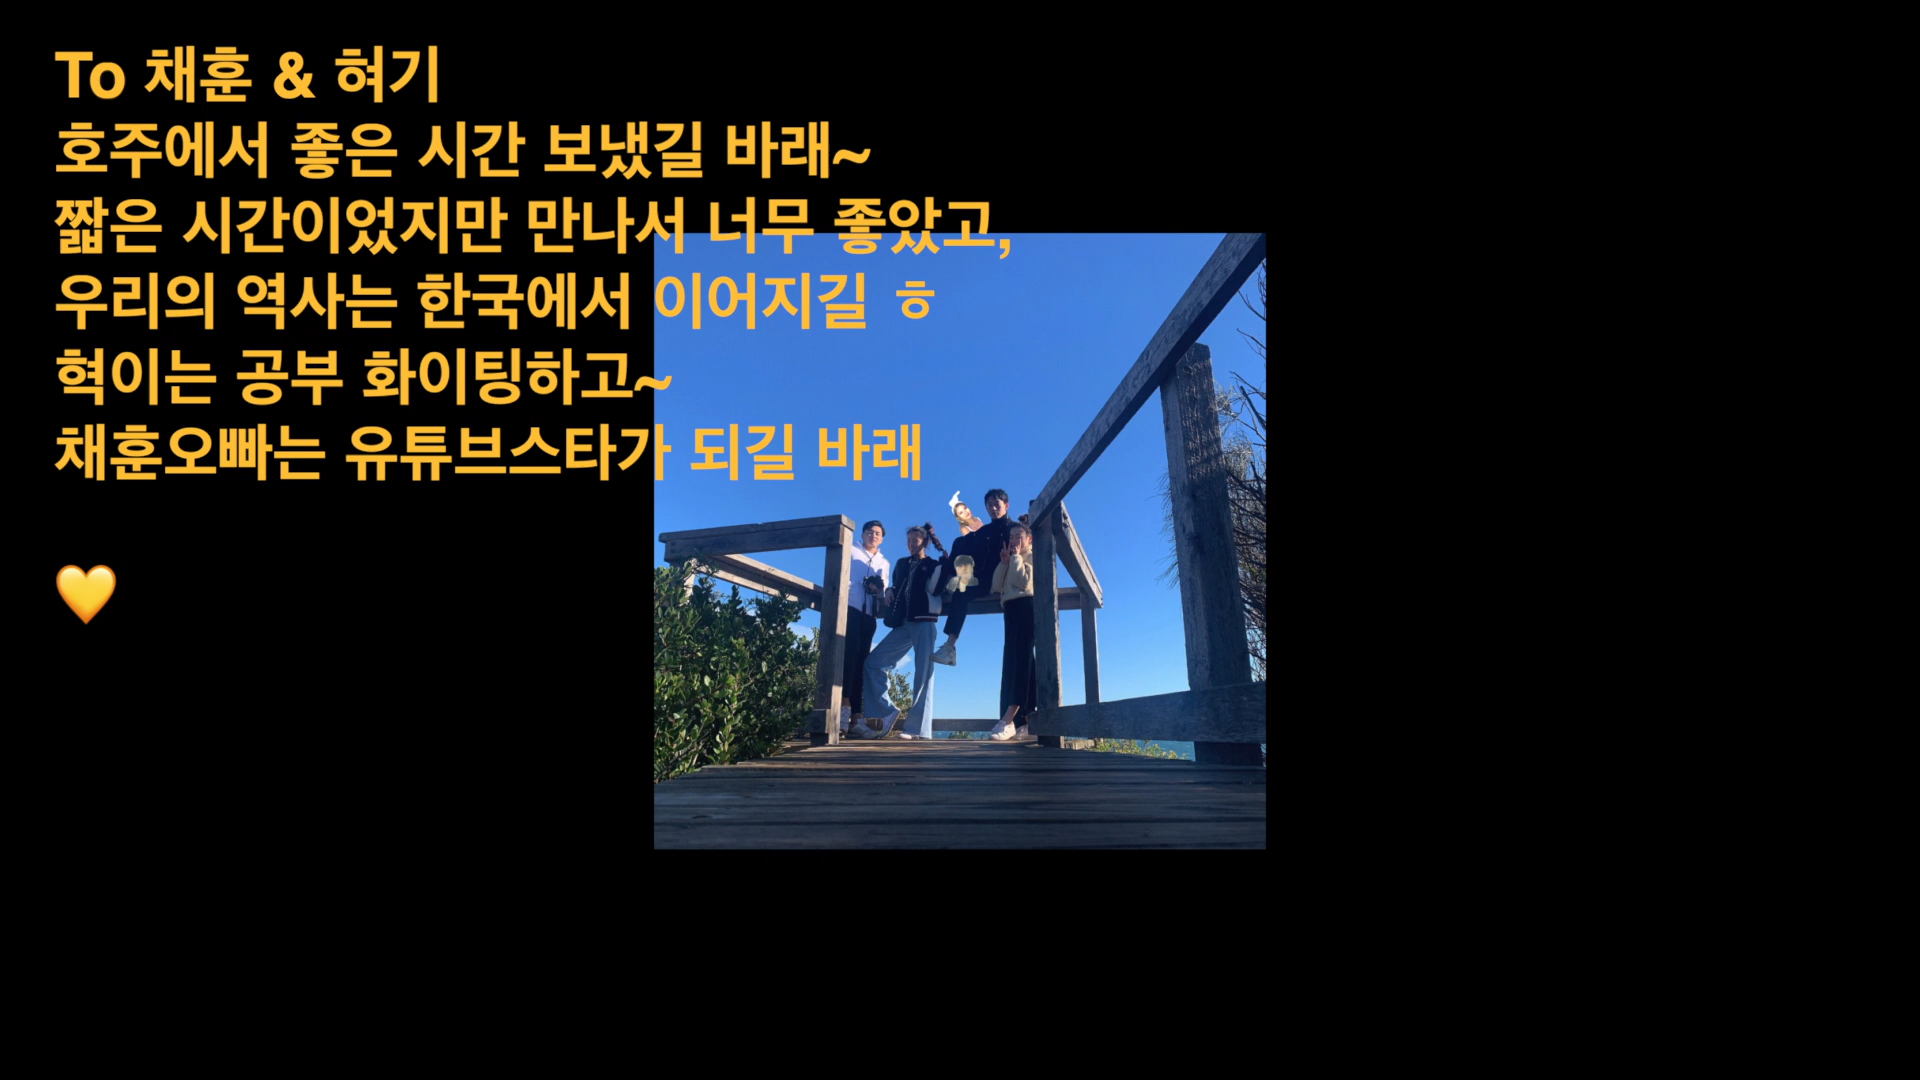 To 채훈 & 혀기
호주에서 좋은 시간 보냈길 바래~
짧은 시간이었지만 만나서 너무 좋았고,
우리의 역사는 한국에서 이어지길 ㅎ
혁이는 공부 화이팅하고~
채훈오빠는 유튜브스타가 되길 바래
💛